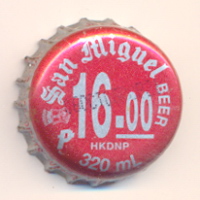 San Miguel
BEER
P 16.00
HKDNP
320 mL